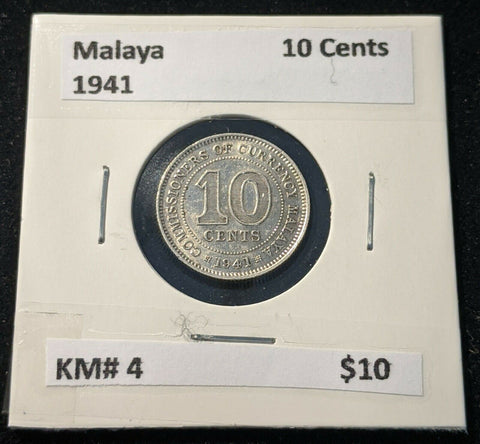 Malaya 10 Cents
1941
COMMISSIONERS OF CURRENCY MALAYA
10
CENTS
1941
KM# 4 $10